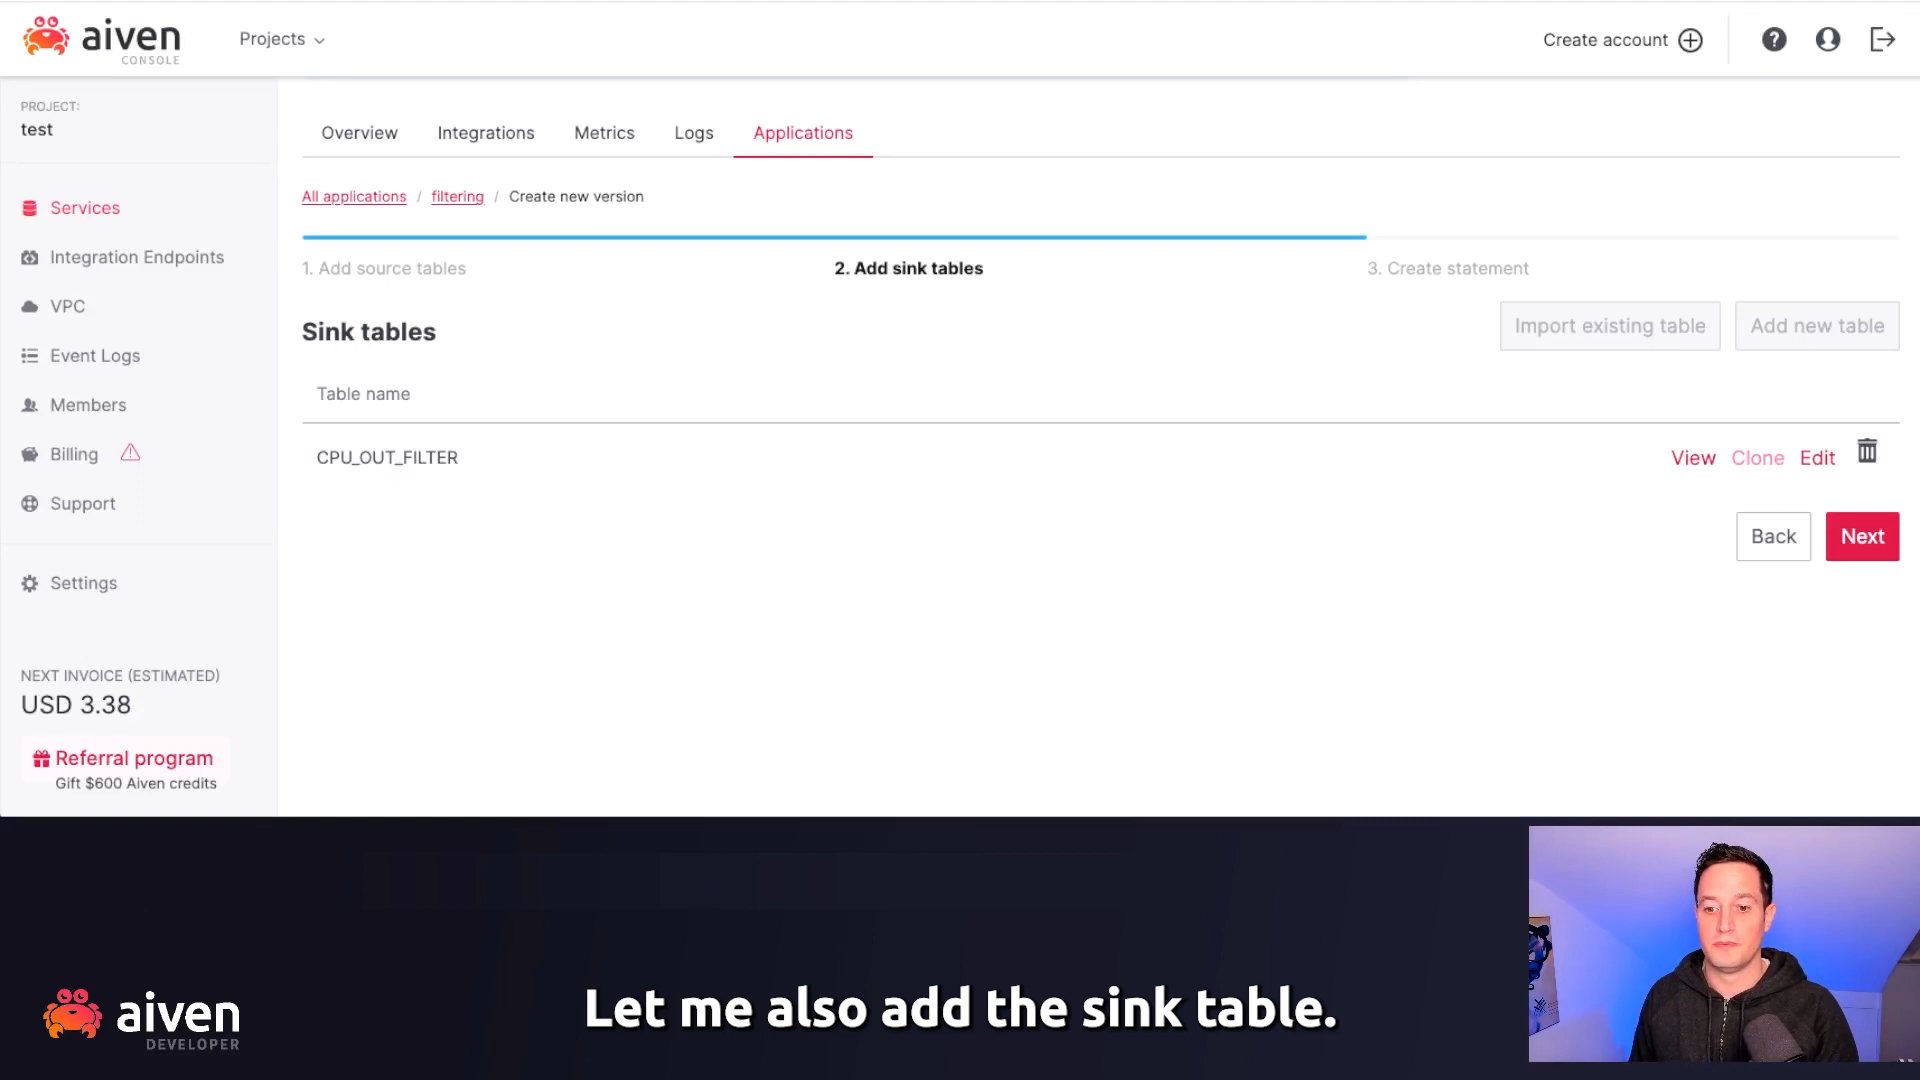 aiven
CONSOLE
Projects
Create account
PROJECT:
test
Services
Integration Endpoints
VPC
Event Logs
Members
Billing
Support
Settings
NEXT INVOICE (ESTIMATED)
USD 3.38
Referral program
Gift $600 Aiven credits
Overview
Integrations
Metrics
Logs
Applications
All applications / filtering / Create new version
1. Add source tables
2. Add sink tables
3. Create statement
Sink tables
Import existing table
Add new table
Table name
CPU_OUT_FILTER
View Clone Edit
Back
Next
aiven
DEVELOPER
Let me also add the sink table.